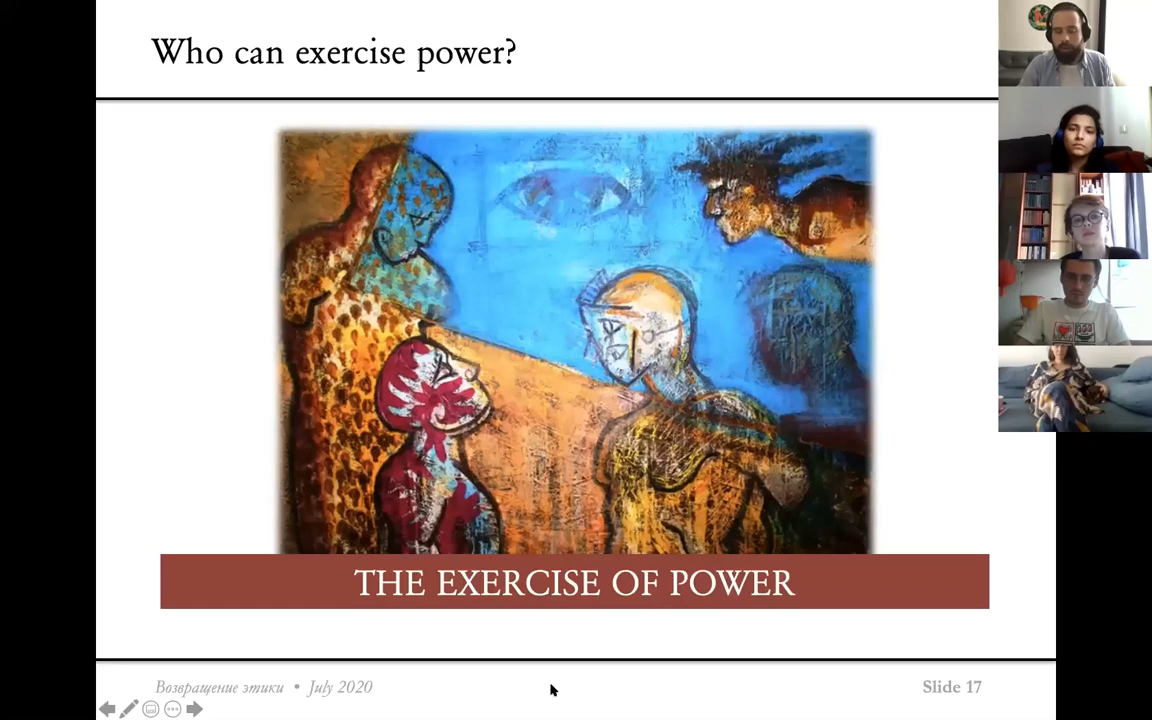 Who can exercise power?
THE EXERCISE OF POWER
Возвращение этики • July 2020
Slide 17